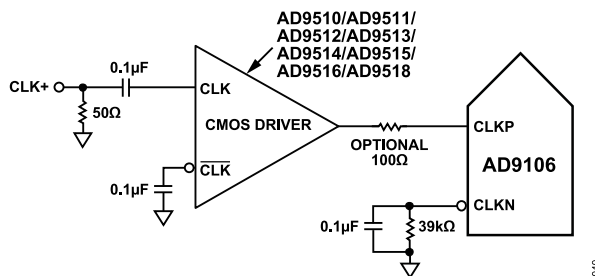 AD9510/AD9511/
AD9512/AD9513/
AD9514/AD9515/
AD9516/AD9518
0.1µF
CLK+
CLK
50Ω
CMOS DRIVER
CLKP
OPTIONAL
100Ω
AD9106
0.1µF
CLK
CLKN
0.1µF
39kΩ